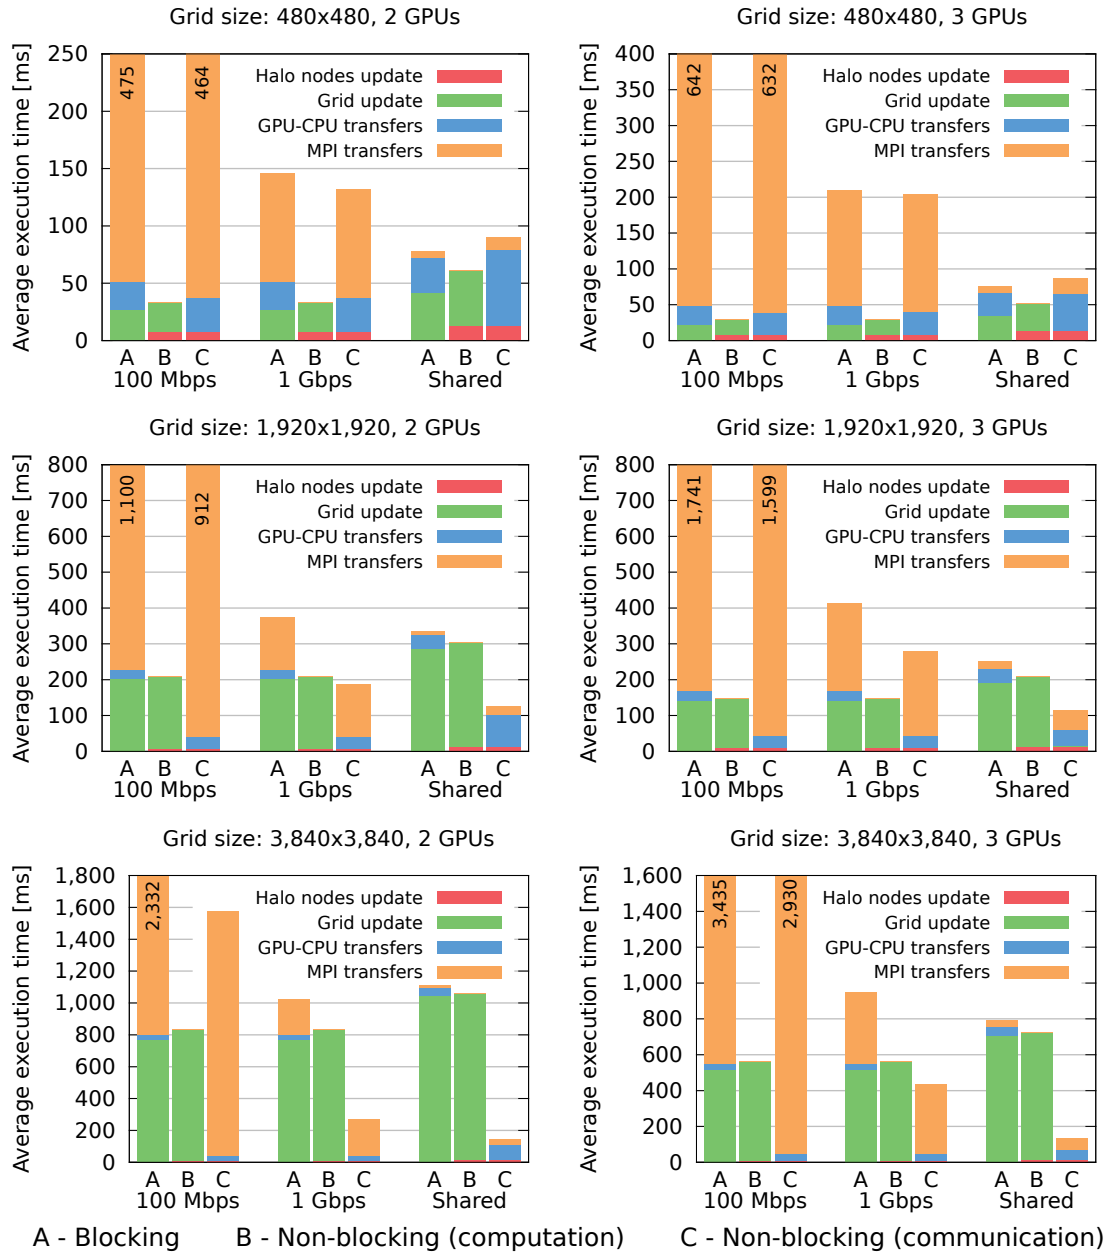 Grid size: 480x480, 2 GPUs
Average execution time [ms]
250
200
150
100
50
0
475
464
Halo nodes update
Grid update
GPU-CPU transfers
MPI transfers
A B C A B C A B C
100 Mbps 1 Gbps Shared
Grid size: 480x480, 3 GPUs
Average execution time [ms]
400
350
300
250
200
150
100
50
0
642
632
Halo nodes update
Grid update
GPU-CPU transfers
MPI transfers
A B C A B C A B C
100 Mbps 1 Gbps Shared
Grid size: 1,920x1,920, 2 GPUs
Average execution time [ms]
800
700
600
500
400
300
200
100
0
1,100
912
Halo nodes update
Grid update
GPU-CPU transfers
MPI transfers
A B C A B C A B C
100 Mbps 1 Gbps Shared
Grid size: 1,920x1,920, 3 GPUs
Average execution time [ms]
800
700
600
500
400
300
200
100
0
1,741
1,599
Halo nodes update
Grid update
GPU-CPU transfers
MPI transfers
A B C A B C A B C
100 Mbps 1 Gbps Shared
Grid size: 3,840x3,840, 2 GPUs
Average execution time [ms]
1,800
1,600
1,400
1,200
1,000
800
600
400
200
0
2,332
Halo nodes update
Grid update
GPU-CPU transfers
MPI transfers
A B C A B C A B C
100 Mbps 1 Gbps Shared
Grid size: 3,840x3,840, 3 GPUs
Average execution time [ms]
1,600
1,400
1,200
1,000
800
600
400
200
0
3,435
2,930
Halo nodes update
Grid update
GPU-CPU transfers
MPI transfers
A B C A B C A B C
100 Mbps 1 Gbps Shared
A - Blocking B - Non-blocking (computation) C - Non-blocking (communication)